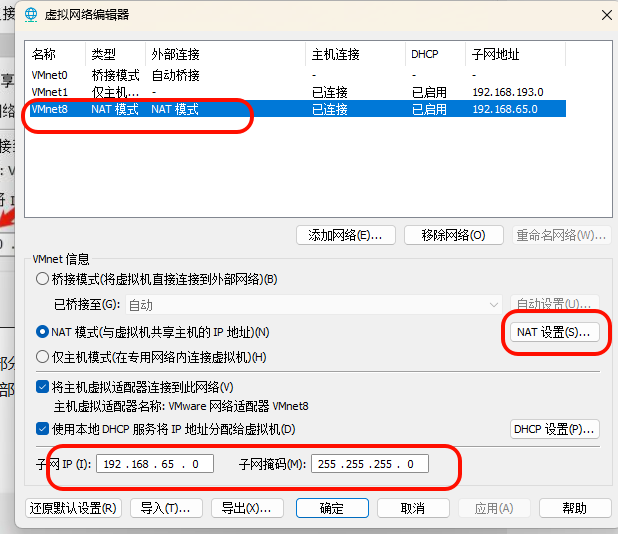 虚拟网络编辑器
名称 类型 外部连接 主机连接 DHCP 子网地址
VMnet0 桥接模式 自动桥接 - - -
VMnet1 仅主机... - 已连接 已启用 192.168.193.0
VMnet8 NAT 模式 NAT 模式 已连接 已启用 192.168.65.0
添加网络(E)... 移除网络(O) 重命名网络(W)...
VMnet 信息
桥接模式(将虚拟机直接连接到外部网络)(B)
已桥接至(G): 自动 自动设置(U)...
NAT 模式(与虚拟机共享主机的 IP 地址)(N) NAT 设置(S)...
仅主机模式(在专用网络内连接虚拟机)(H)
将主机虚拟适配器连接到此网络(V)
主机虚拟适配器名称: VMware 网络适配器 VMnet8
使用本地 DHCP 服务将 IP 地址分配给虚拟机(D) DHCP 设置(P)...
子网 IP (I): 192 .168 . 65 . 0 子网掩码(M): 255 .255 .255 . 0
还原默认设置(R) 导入(T)... 导出(X)... 确定 取消 应用(A) 帮助